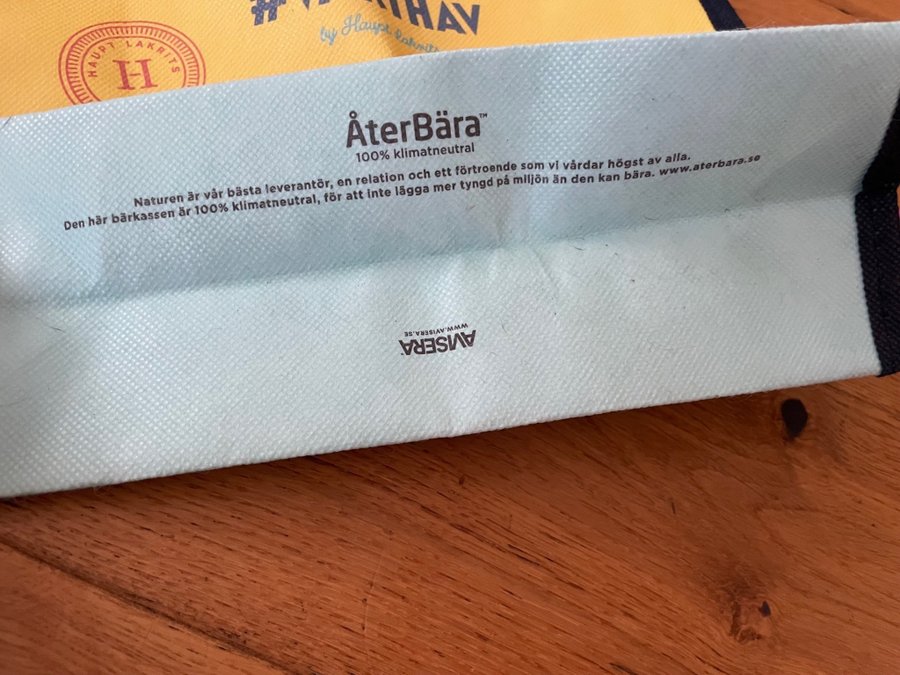 by Haupt Lakrits
HAUPT LAKRITS
H
ÅterBära™
100% klimatneutral
Naturen är vår bästa leverantör, en relation och ett förtroende som vi vårdar högst av alla.
Den här bärkassen är 100% klimatneutral, för att inte lägga mer tyngd på miljön än den kan bära. www.aterbara.se
AVISERA
WWW.AVISERA.SE